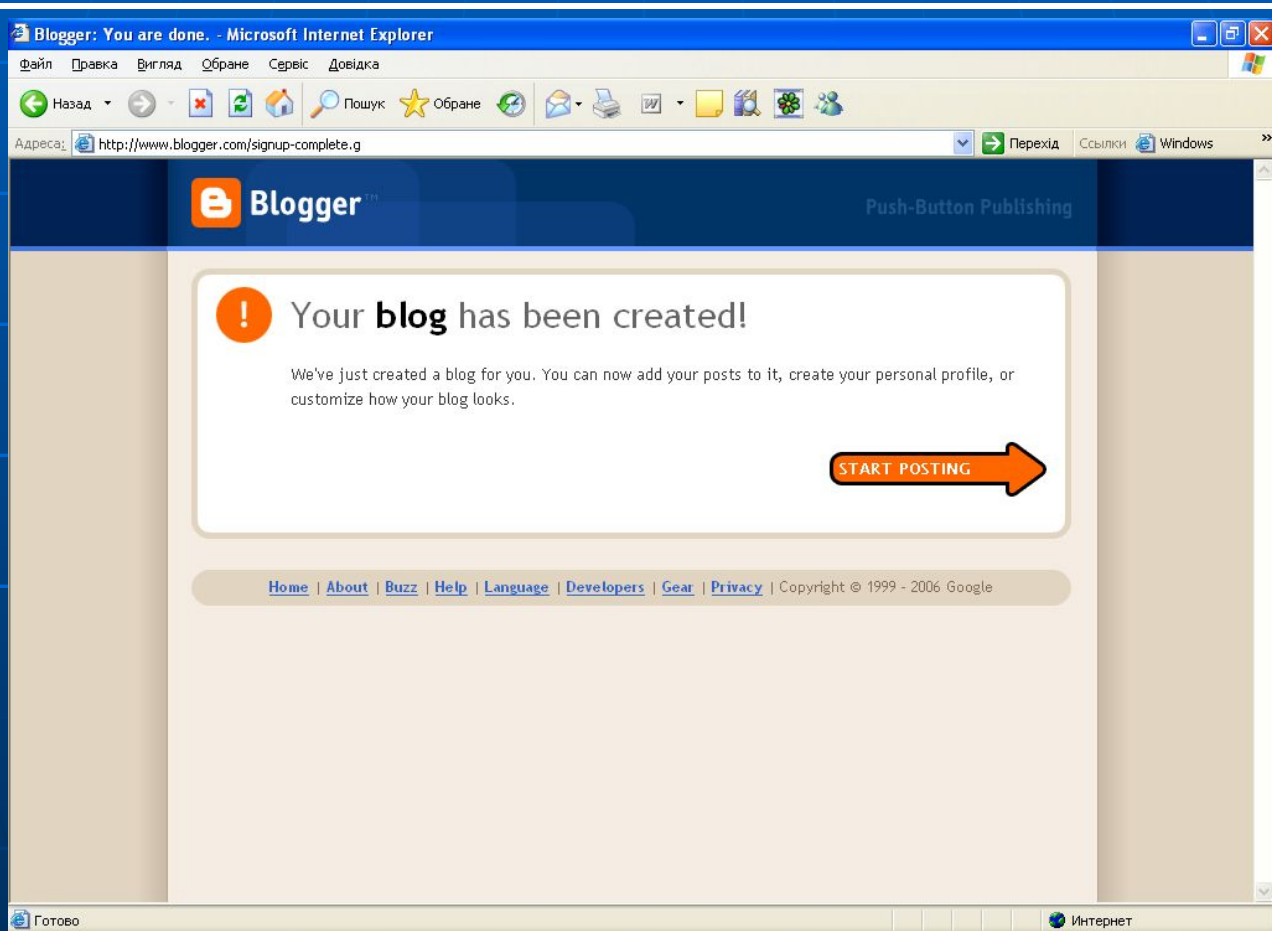 Blogger: You are done. - Microsoft Internet Explorer
Файл Правка Вигляд Обране Сервіс Довідка
Назад Пошук Обране
Адреса: http://www.blogger.com/signup-complete.g Перехід Ссылки Windows »
Blogger™ Push-Button Publishing
! Your blog has been created!
We've just created a blog for you. You can now add your posts to it, create your personal profile, or
customize how your blog looks.
START POSTING
Home | About | Buzz | Help | Language | Developers | Gear | Privacy | Copyright © 1999 - 2006 Google
Готово Интернет